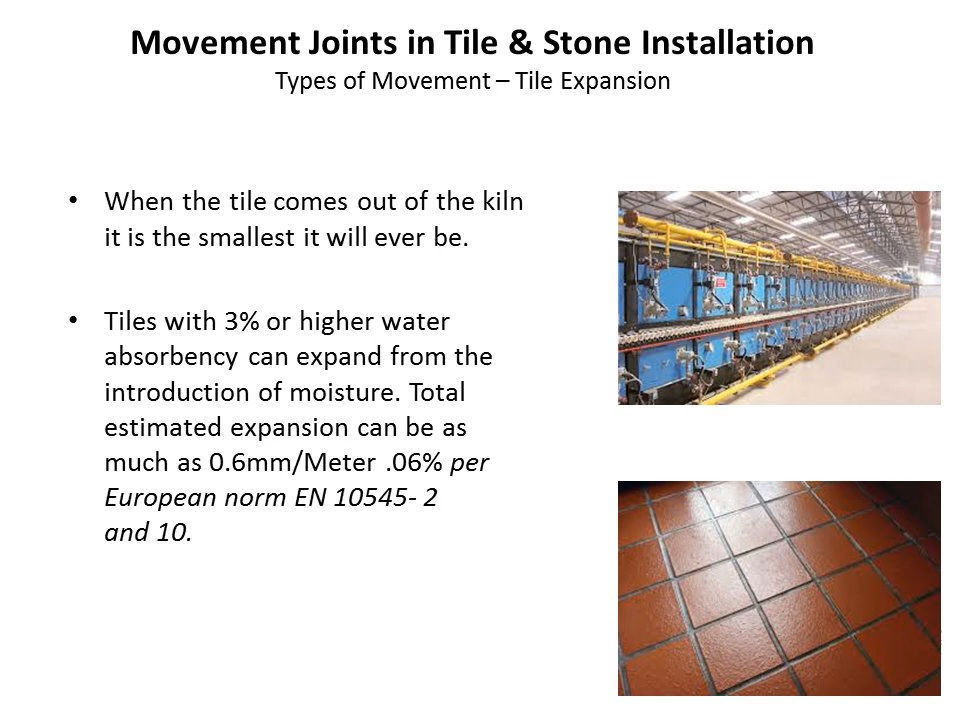 Movement Joints in Tile & Stone Installation
Types of Movement – Tile Expansion
• When the tile comes out of the kiln
it is the smallest it will ever be.
• Tiles with 3% or higher water
absorbency can expand from the
introduction of moisture. Total
estimated expansion can be as
much as 0.6mm/Meter .06% per
European norm EN 10545- 2
and 10.